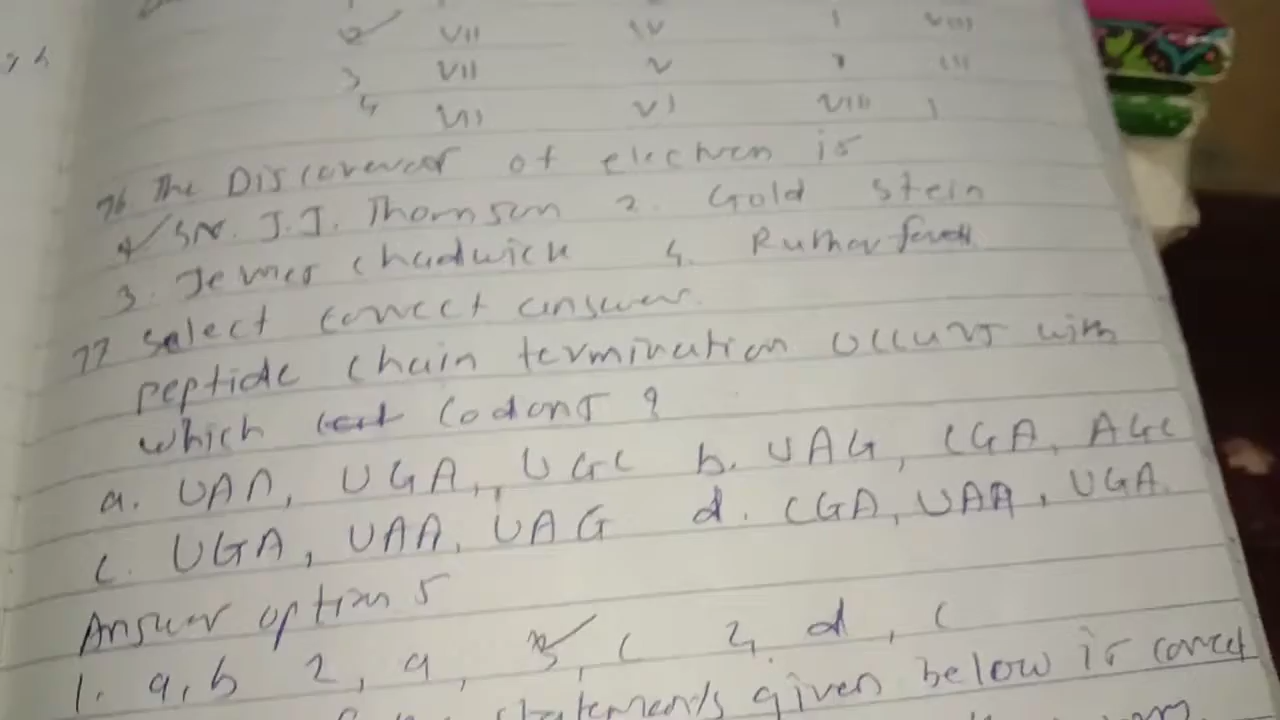 2 VII IV I VIII
3 VII V III
4 VII VI VIII I
76 The Discoverer of electron is
Sir. J.J. Thomson 2. Gold stein
3. James chadwick 4. Rutherford
77 Select correct answer.
peptide chain termination occurs with
which codons ?
a. UAA, UGA, UGC b. UAG, CGA, AGC
c. UGA, UAA, UAG d. CGA, UAA, UGA.
Answer options
1. a, b 2, a, 3, c 4. d, c
statements given below is correct